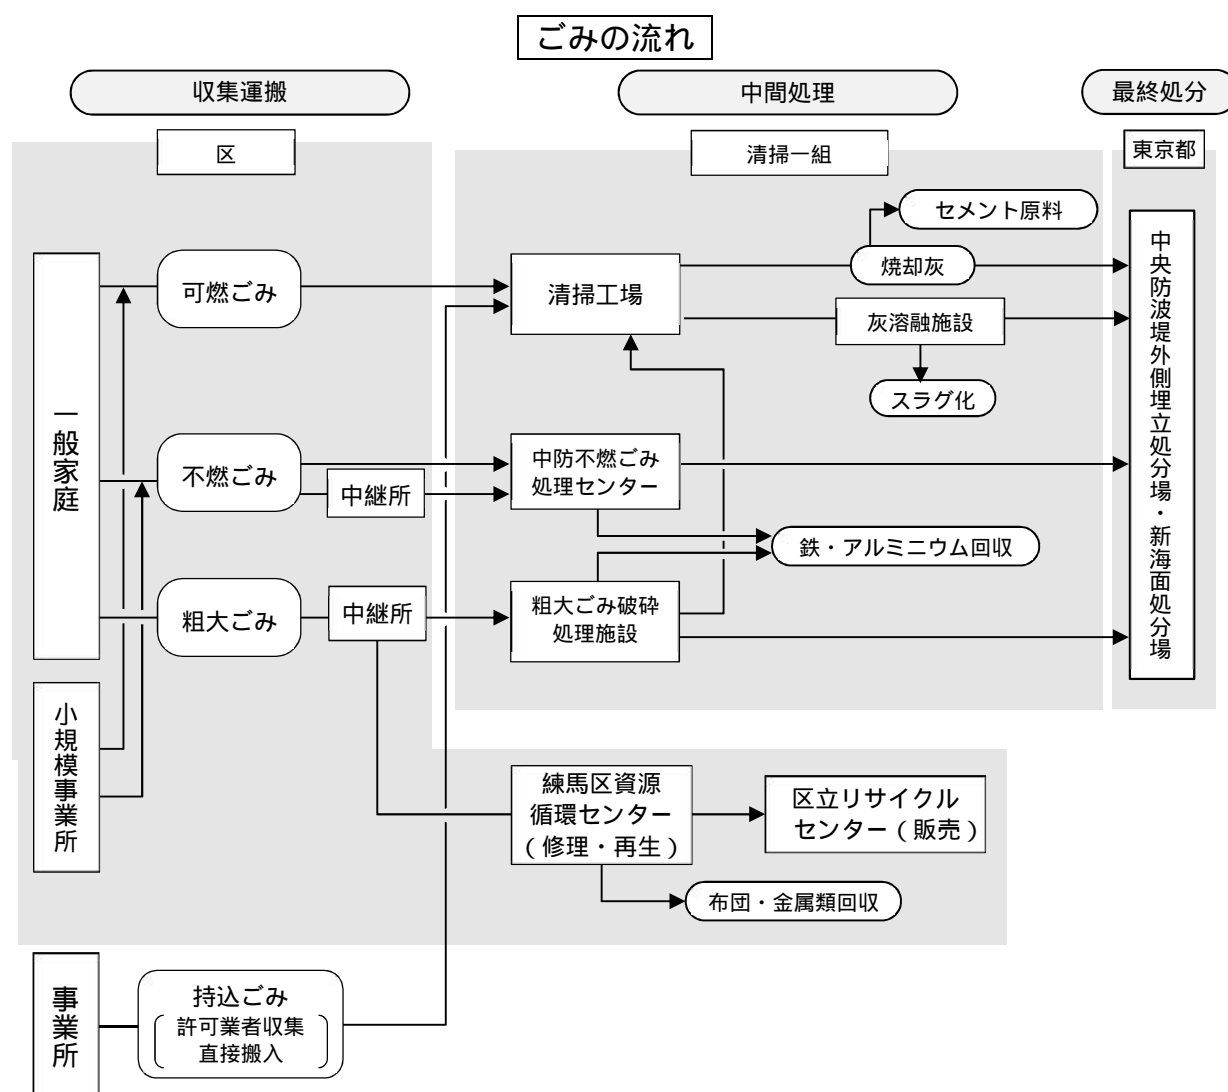 ごみの流れ
収集運搬
中間処理
最終処分
区
清掃一組
東京都
一般家庭
可燃ごみ
清掃工場
セメント原料
焼却灰
灰溶融施設
スラグ化
中央防波堤外側埋立処分場・新海面処分場
不燃ごみ
中継所
中防不燃ごみ
処理センター
鉄・アルミニウム回収
粗大ごみ
中継所
粗大ごみ破砕
処理施設
小規模事業所
練馬区資源
循環センター
（修理・再生）
区立リサイクル
センター（販売）
布団・金属類回収
事業所
持込ごみ
許可業者収集
直接搬入